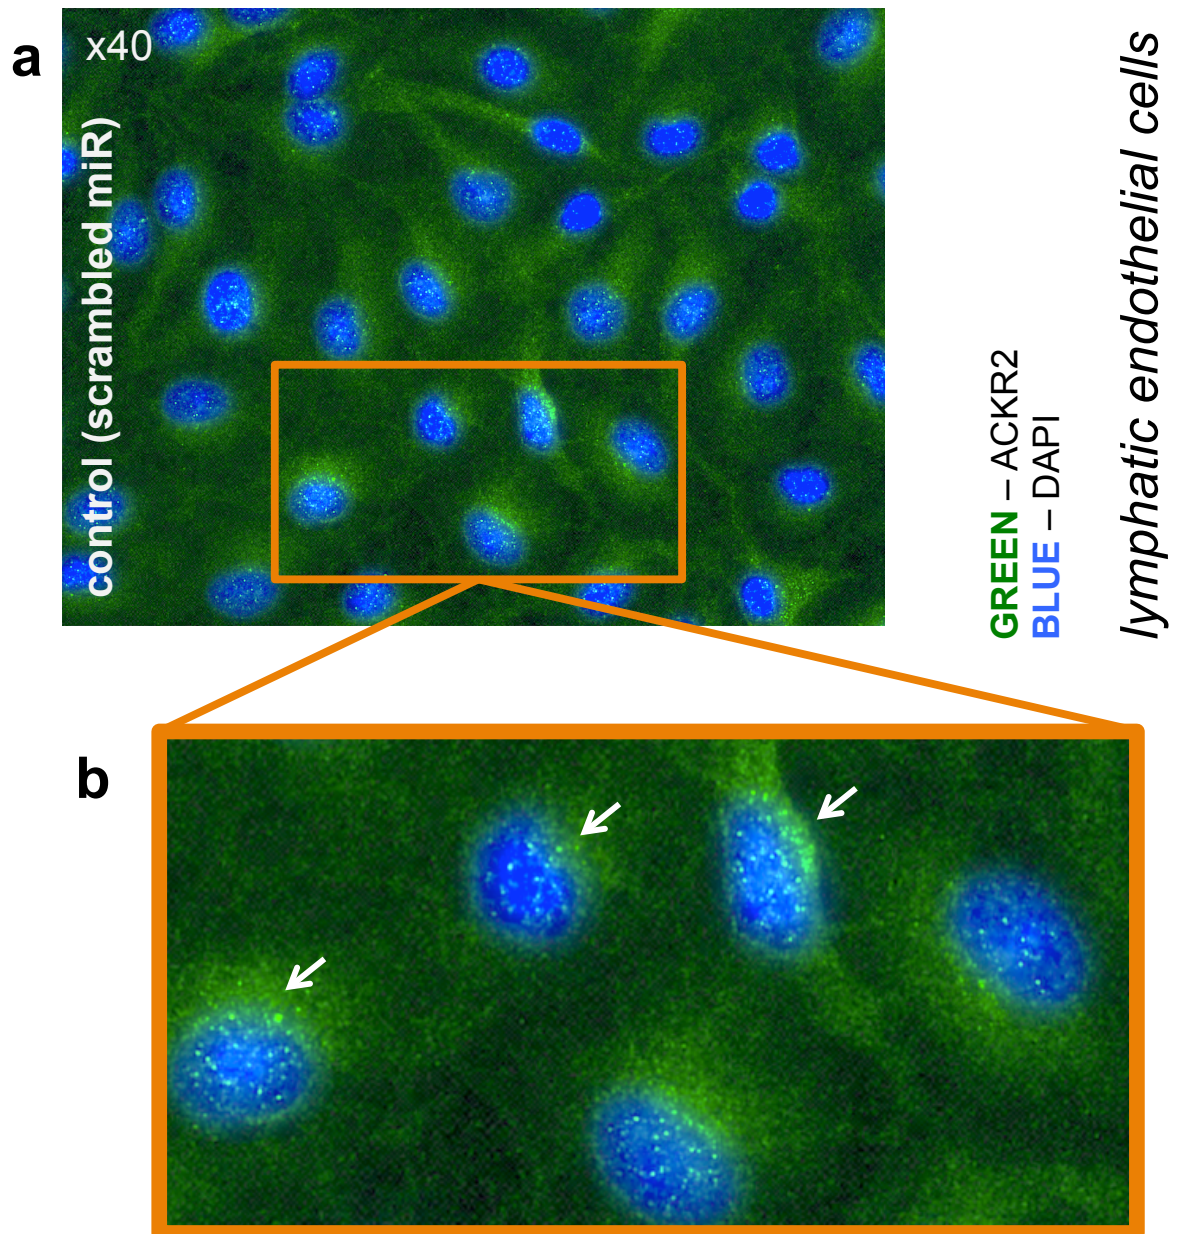 a
x40
control (scrambled miR)
GREEN – ACKR2
BLUE – DAPI
lymphatic endothelial cells
b